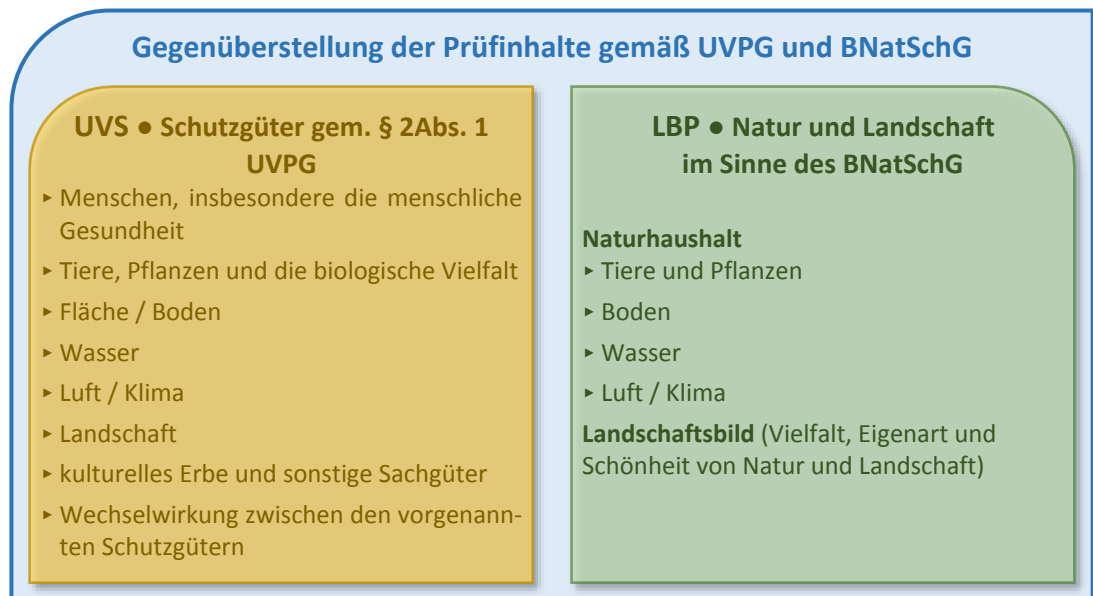 Gegenüberstellung der Prüfinhalte gemäß UVPG und BNatSchG
UVS ● Schutzgüter gem. § 2Abs. 1
UVPG
▸ Menschen, insbesondere die menschliche
Gesundheit
▸ Tiere, Pflanzen und die biologische Vielfalt
▸ Fläche / Boden
▸ Wasser
▸ Luft / Klima
▸ Landschaft
▸ kulturelles Erbe und sonstige Sachgüter
▸ Wechselwirkung zwischen den vorgenann-
ten Schutzgütern
LBP ● Natur und Landschaft
im Sinne des BNatSchG
Naturhaushalt
▸ Tiere und Pflanzen
▸ Boden
▸ Wasser
▸ Luft / Klima
Landschaftsbild (Vielfalt, Eigenart und
Schönheit von Natur und Landschaft)